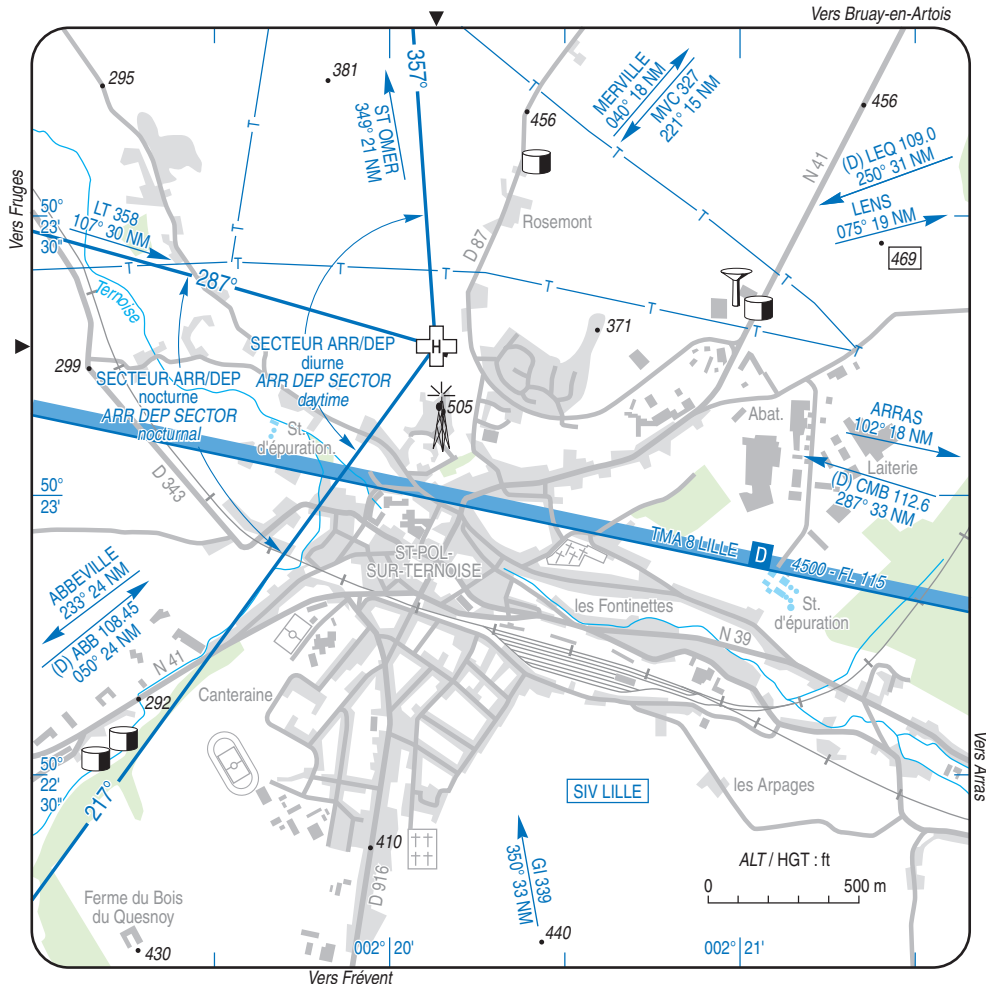 Vers Bruay-en-Artois
295
381
357°
ST OMER
349° 21 NM
MERVILLE
040° 18 NM
MVC 327
221° 15 NM
456
456
N 41
(D) LEQ 109.0
250° 31 NM
LENS
075° 19 NM
469
Vers Fruges
50°
23'
30"
LT 358
107° 30 NM
287°
Rosemont
D 87
Ternoise
T
T
T
T
T
T
T
T
T
T
T
T
T
T
H
371
299
SECTEUR ARR/DEP
diurne
ARR DEP SECTOR
daytime
SECTEUR ARR/DEP
nocturne
ARR DEP SECTOR
nocturnal
505
St.
d'épuration.
Abat.
ARRAS
102° 18 NM
Laiterie
(D) CMB 112.6
287° 33 NM
50°
23'
D 343
TMA 8 LILLE
D
4500 - FL 115
ST-POL-
SUR-TERNOISE
les Fontinettes
St.
d'épuration
ABBEVILLE
233° 24 NM
(D) ABB 108.45
050° 24 NM
N 41
N 39
Canteraine
292
50°
22'
30"
217°
SIV LILLE
les Arpages
Vers Arras
410
D 916
GI 339
350° 33 NM
ALT / HGT : ft
0
500 m
Ferme du Bois
du Quesnoy
430
440
002° 20'
002° 21'
Vers Frévent